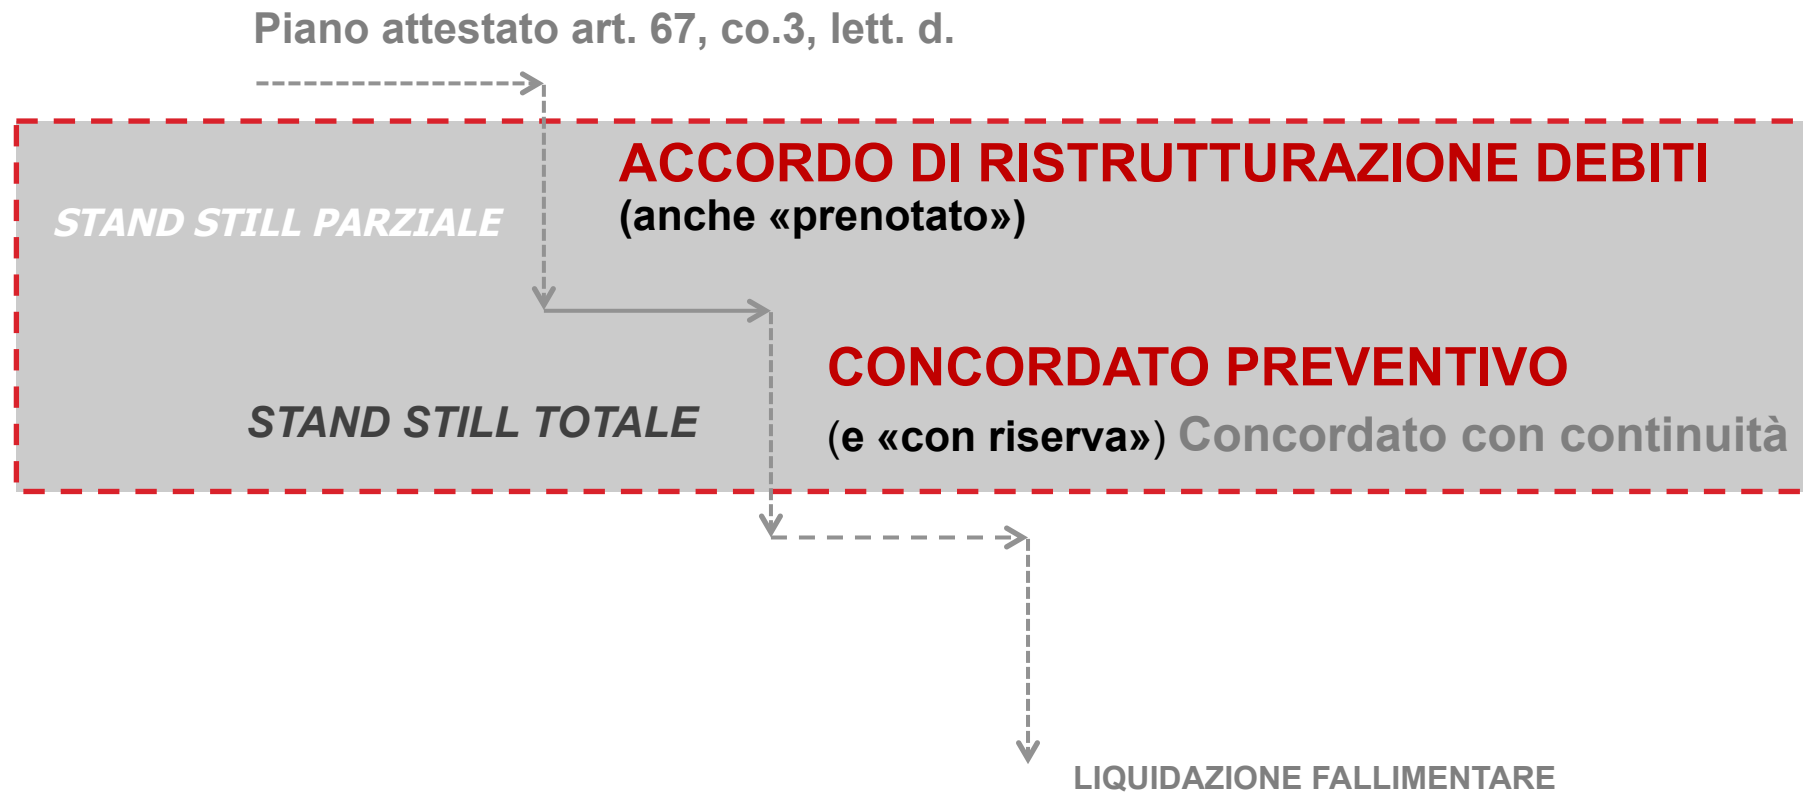 Piano attestato art. 67, co.3, lett. d.
ACCORDO DI RISTRUTTURAZIONE DEBITI
(anche «prenotato»)
STAND STILL PARZIALE
CONCORDATO PREVENTIVO
STAND STILL TOTALE
(e «con riserva») Concordato con continuità
LIQUIDAZIONE FALLIMENTARE